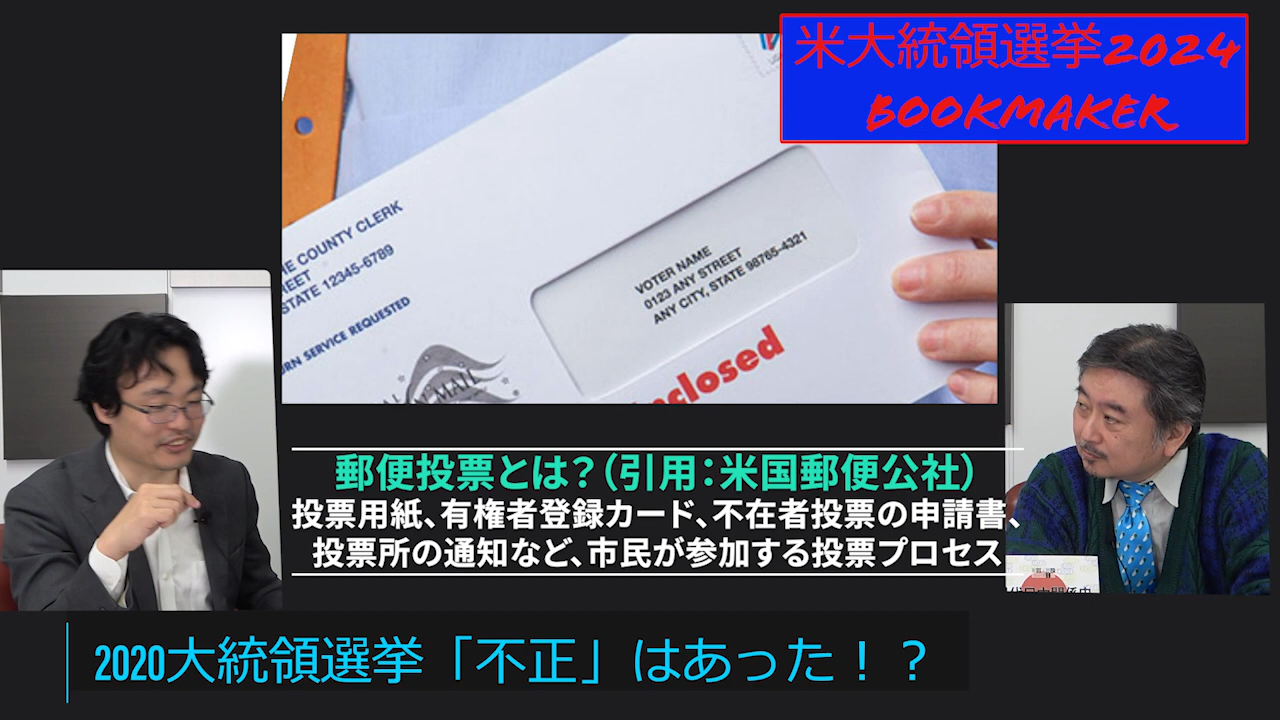 米大統領選挙2024
BOOKMAKER
COUNTY CLERK
STATE 12345-6789
SERVICE REQUESTED
VOTER NAME
0123 ANY STREET
ANY CITY, STATE 98765-4321
MAIL
郵便投票とは?(引用:米国郵便公社)
投票用紙、有権者登録カード、不在者投票の申請書、
投票所の通知など、市民が参加する投票プロセス
2020大統領選挙「不正」はあった!?